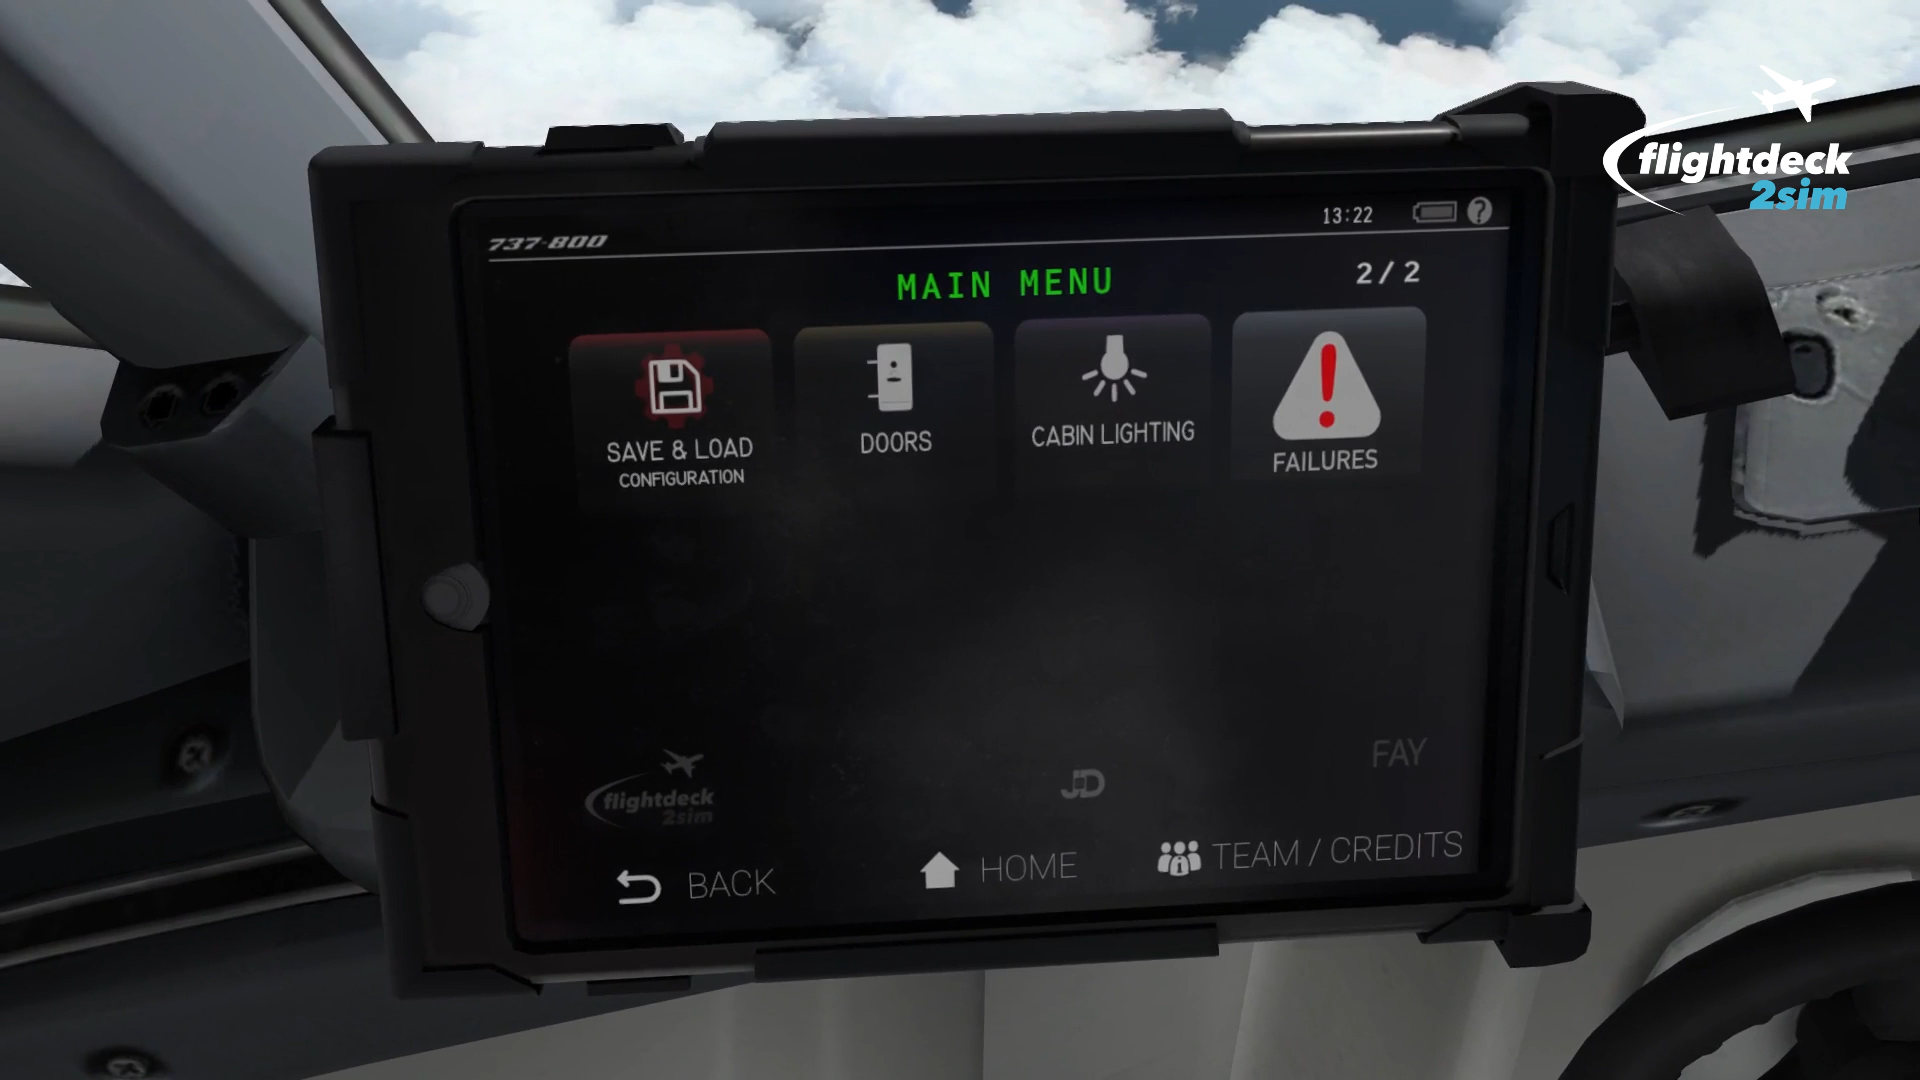 flightdeck
2sim
737-800
13:22
?
MAIN MENU
2/2
SAVE & LOAD
CONFIGURATION
DOORS
CABIN LIGHTING
FAILURES
flightdeck
2sim
JD
FAY
BACK
HOME
TEAM / CREDITS